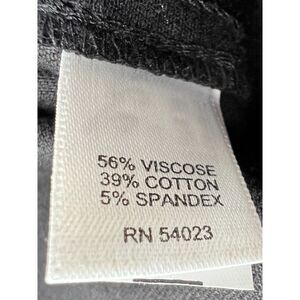 56% VISCOSE
39% COTTON
5% SPANDEX
RN 54023